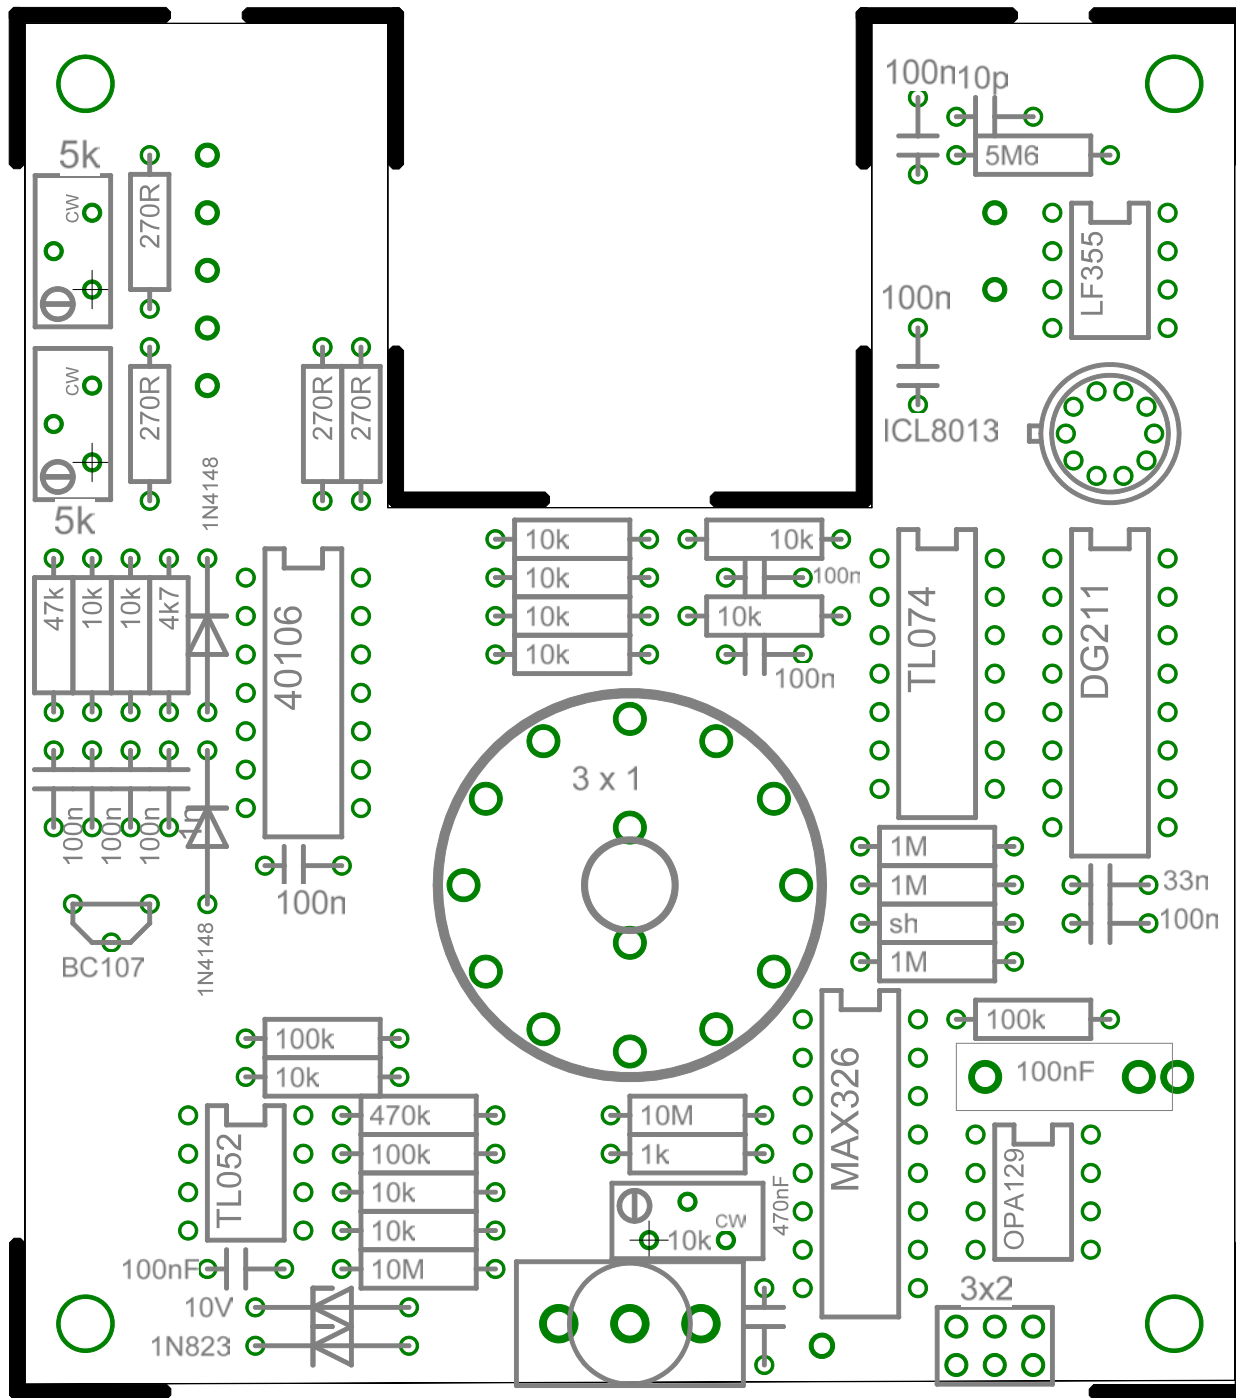 100n
10p
5k
5M6
CW
270R
LF355
100n
CW
270R
270R
270R
ICL8013
5k
1N4148
10k
10k
10k
100n
47k
10k
10k
4k7
40106
10k
10k
TL074
DG211
10k
100n
3 x 1
100n
100n
100n
1n
1M
1M
33n
100n
sh
100n
BC107
1N4148
1M
100k
100k
10k
MAX326
100nF
470k
10M
TL052
100k
1k
OPA129
10k
470nF
CW
10k
10k
100nF
10M
3x2
10V
1N823